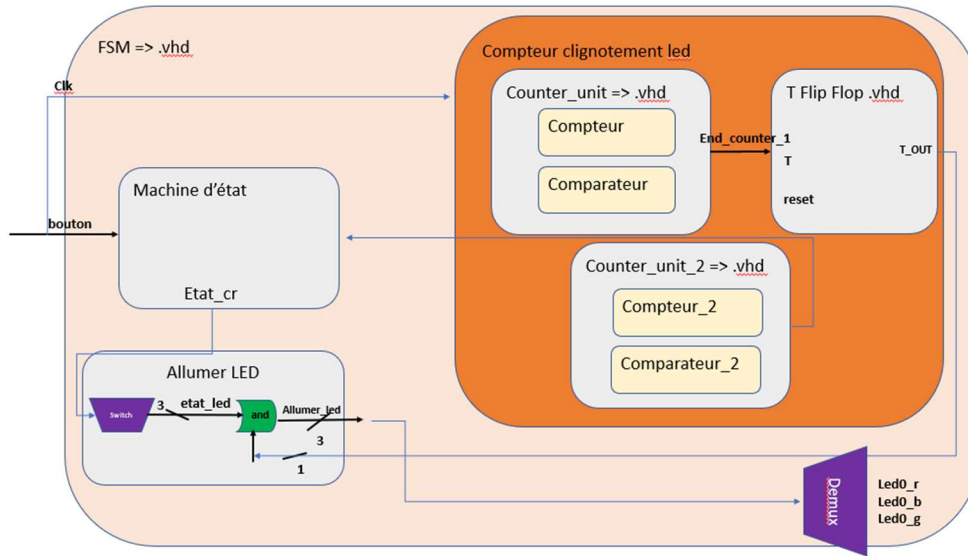 FSM => .vhd
Clk
bouton
Machine d’état
Etat_cr
Compteur clignotement led
Counter_unit => .vhd
Compteur
Comparateur
End_counter_1
T Flip Flop .vhd
T_OUT
T
reset
Counter_unit_2 => .vhd
Compteur_2
Comparateur_2
Allumer LED
Switch
3
etat_led
and
Allumer_led
3
1
Demux
Led0_r
Led0_b
Led0_g